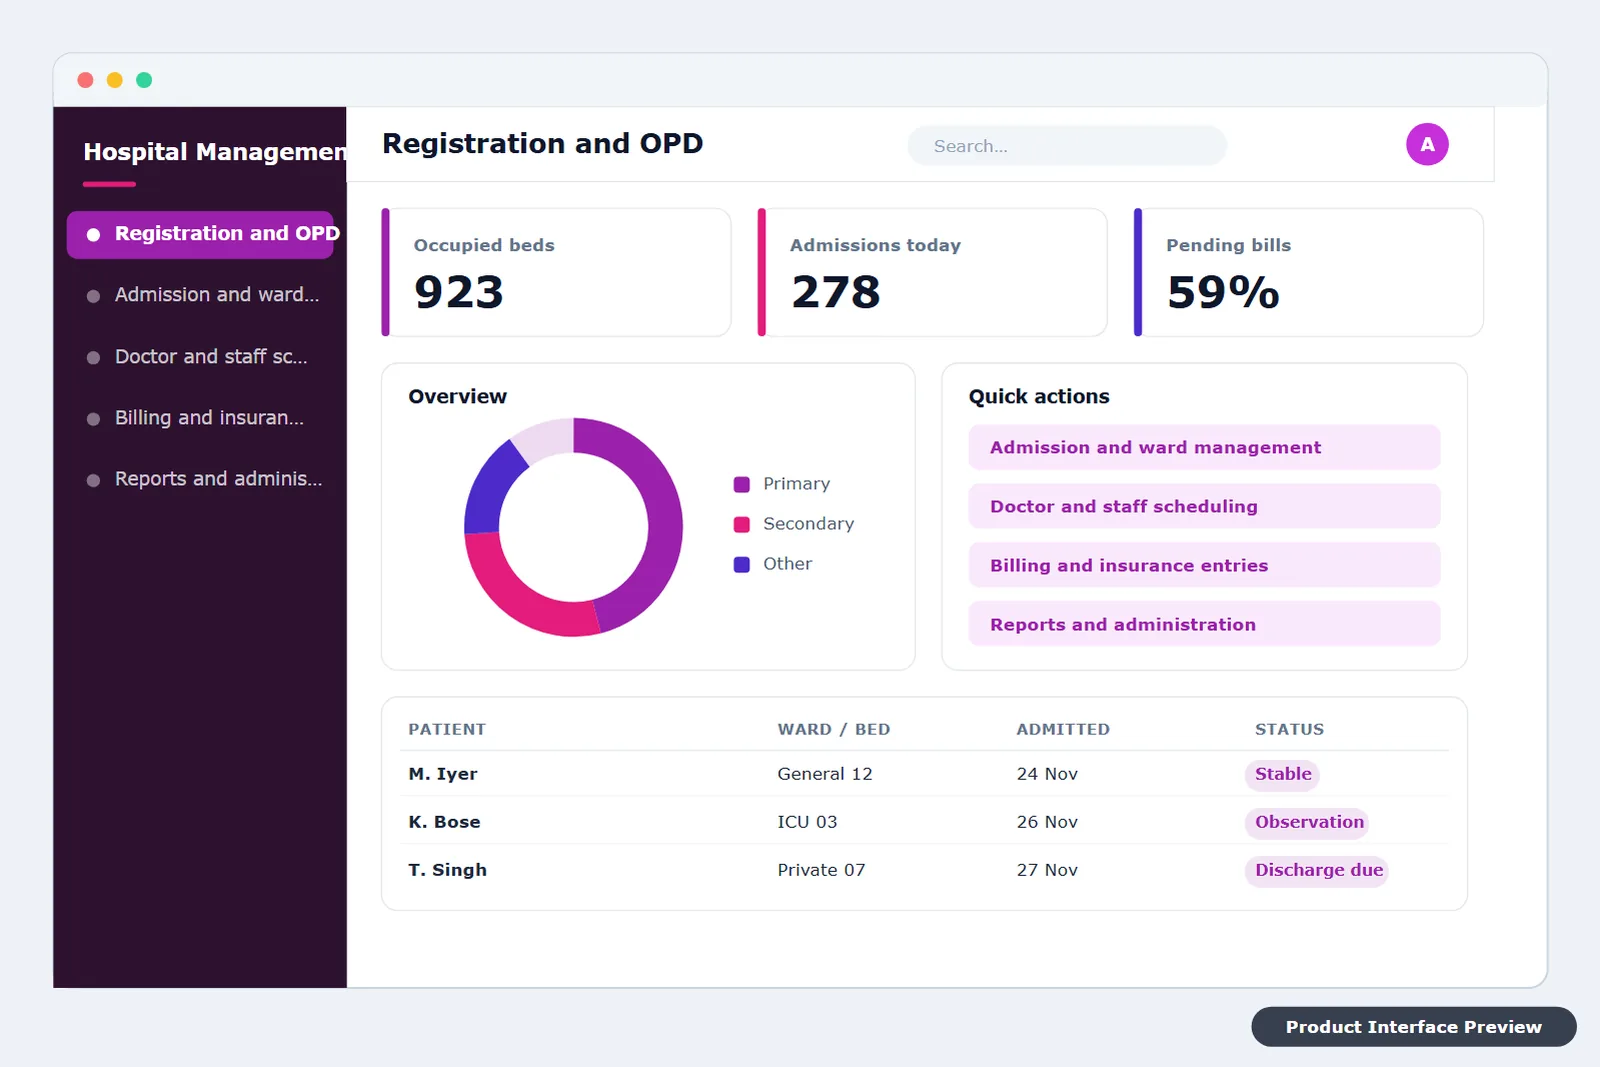 Hospital Managemen
Registration and OPD
Search...
A
Registration and OPD
Admission and ward...
Doctor and staff sc...
Billing and insuran...
Reports and adminis...
Occupied beds
923
Admissions today
278
Pending bills
59%
Overview
Primary
Secondary
Other
Quick actions
Admission and ward management
Doctor and staff scheduling
Billing and insurance entries
Reports and administration
PATIENT WARD / BED ADMITTED STATUS
M. Iyer General 12 24 Nov Stable
K. Bose ICU 03 26 Nov Observation
T. Singh Private 07 27 Nov Discharge due
Product Interface Preview